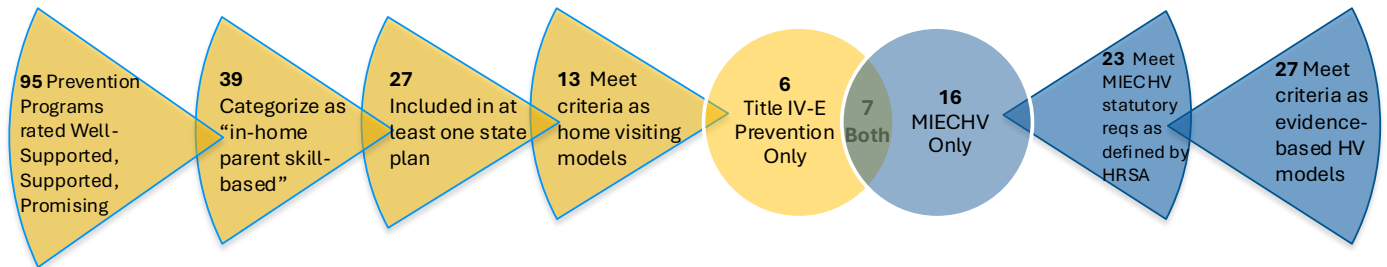 95 Prevention
Programs
rated Well-
Supported,
Supported,
Promising
39
Categorize as
“in-home
parent skill-
based”
27
Included in at
least one state
plan
13 Meet
criteria as
home visiting
models
6
Title IV-E
Prevention
Only
7
Both
16
MIECHV
Only
23 Meet
MIECHV
statutory
reqs as
defined by
HRSA
27 Meet
criteria as
evidence-
based HV
models